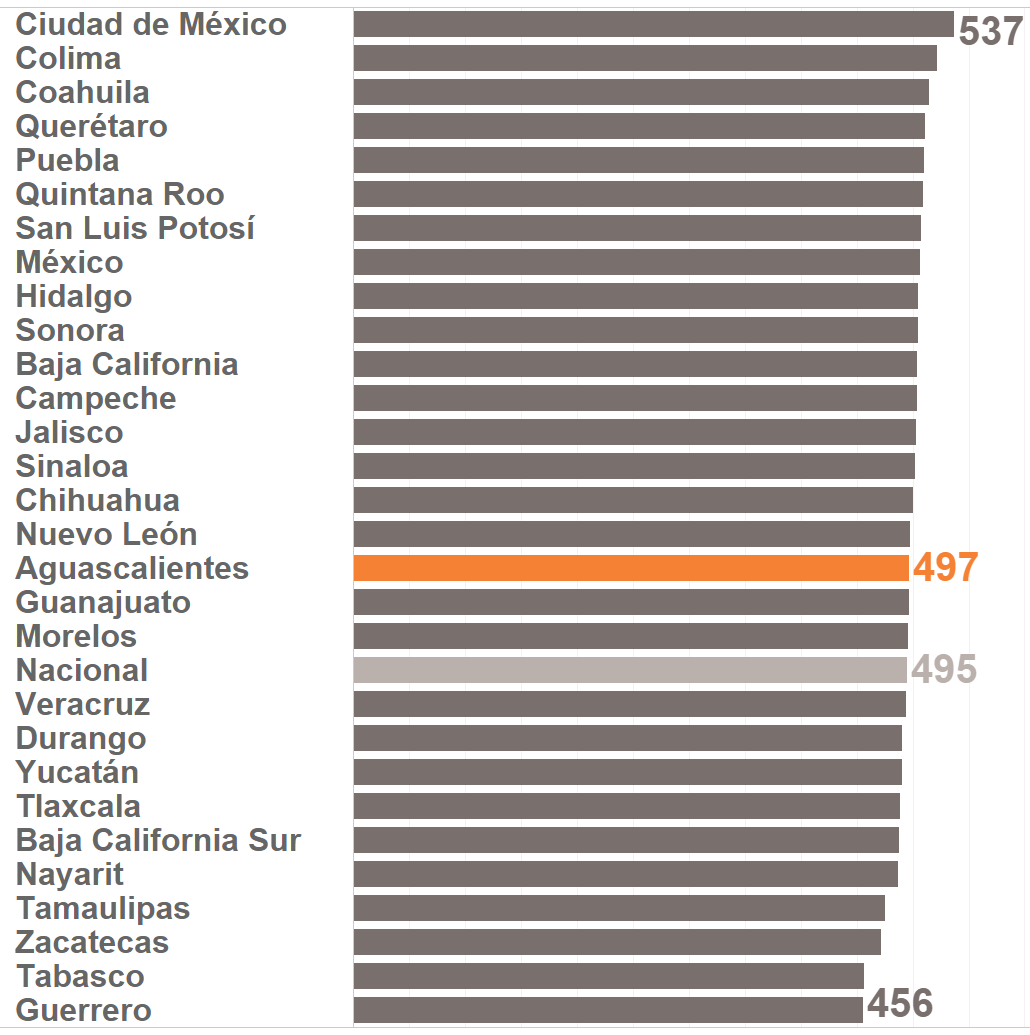 Ciudad de México 537
Colima
Coahuila
Querétaro
Puebla
Quintana Roo
San Luis Potosí
México
Hidalgo
Sonora
Baja California
Campeche
Jalisco
Sinaloa
Chihuahua
Nuevo León
Aguascalientes 497
Guanajuato
Morelos
Nacional 495
Veracruz
Durango
Yucatán
Tlaxcala
Baja California Sur
Nayarit
Tamaulipas
Zacatecas
Tabasco
Guerrero 456